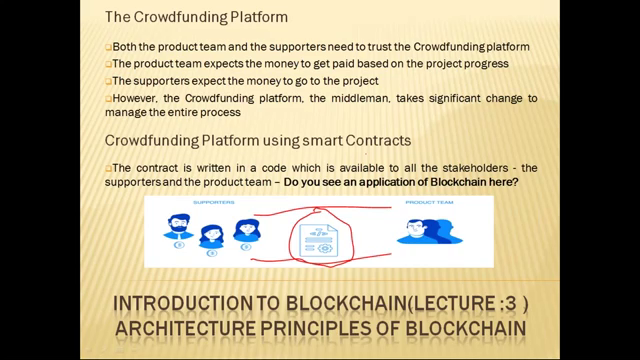 The Crowdfunding Platform
Both the product team and the supporters need to trust the Crowdfunding platform
The product team expects the money to get paid based on the project progress
The supporters expect the money to go to the project
However, the Crowdfunding platform, the middleman, takes significant change to
manage the entire process
Crowdfunding Platform using smart Contracts
The contract is written in a code which is available to all the stakeholders - the
supporters and the product team – Do you see an application of Blockchain here?
SUPPORTERS
PRODUCT TEAM
INTRODUCTION TO BLOCKCHAIN(LECTURE :3 )
ARCHITECTURE PRINCIPLES OF BLOCKCHAIN